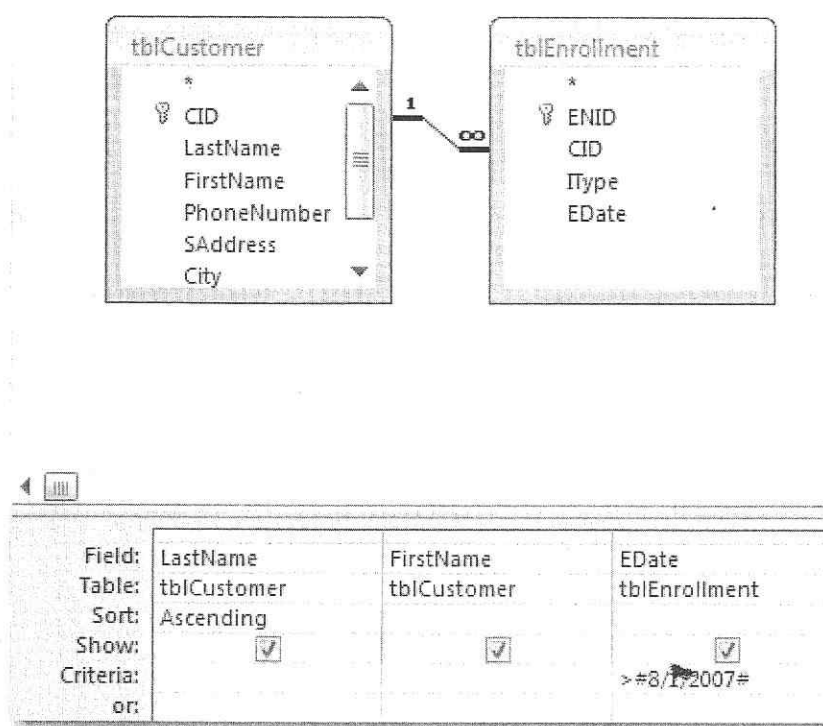 tblCustomer
*
CID
LastName
FirstName
PhoneNumber
SAddress
City
1
∞
tblEnrollment
*
ENID
CID
IType
EDate
Field: LastName FirstName EDate
Table: tblCustomer tblCustomer tblEnrollment
Sort: Ascending
Show:
Criteria: >#8/1/2007#
or: